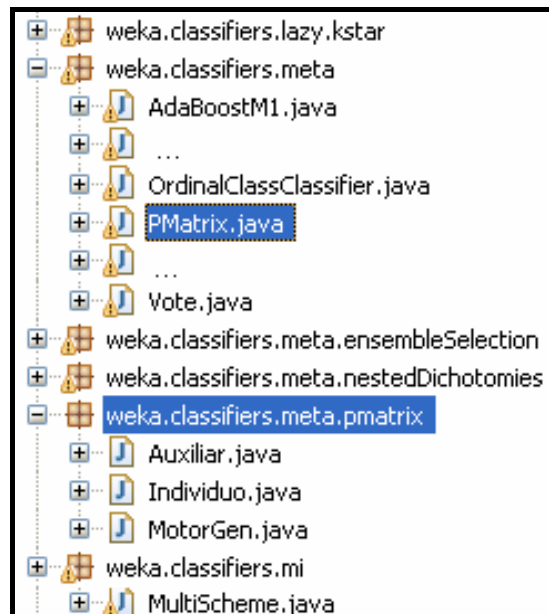 weka.classifiers.lazy.kstar
weka.classifiers.meta
AdaBoostM1.java
...
OrdinalClassClassifier.java
PMatrix.java
...
Vote.java
weka.classifiers.meta.ensembleSelection
weka.classifiers.meta.nestedDichotomies
weka.classifiers.meta.pmatrix
Auxiliar.java
Individuo.java
MotorGen.java
weka.classifiers.mi
MultiScheme.java